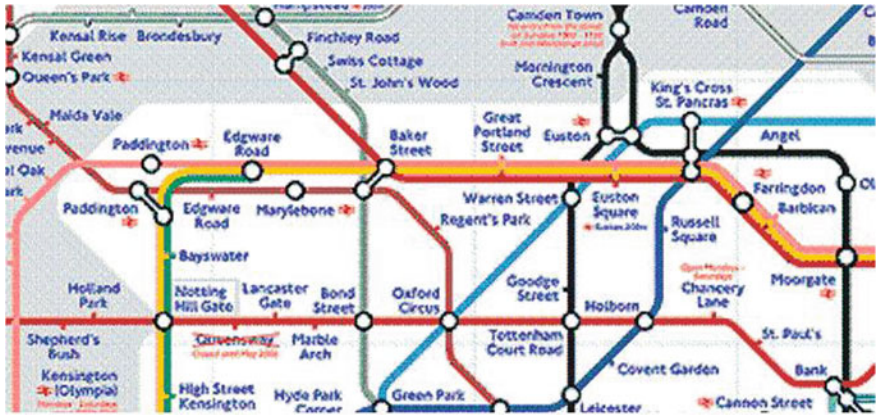 Hampstead
Camden Town
Camden
Road
Kensal Rise
Brondesbury
Finchley Road
Kensal Green
Swiss Cottage
Queen's Park
St. John's Wood
Mornington
Crescent
King's Cross
St. Pancras
Maida Vale
Paddington
Edgware
Road
Baker
Street
Great
Portland
Street
Euston
Angel
Paddington
Edgware
Road
Marylebone
Warren Street
Euston
Square
Farringdon
Barbican
Regent's Park
Russell
Square
Bayswater
Moorgate
Holland
Park
Notting
Hill Gate
Lancaster
Gate
Bond
Street
Oxford
Circus
Goodge
Street
Holborn
Chancery
Lane
Shepherd's
Bush
Queensway
Marble
Arch
Tottenham
Court Road
St. Paul's
Kensington
(Olympia)
Covent Garden
Bank
High Street
Kensington
Hyde Park
Corner
Green Park
Leicester
Cannon Street